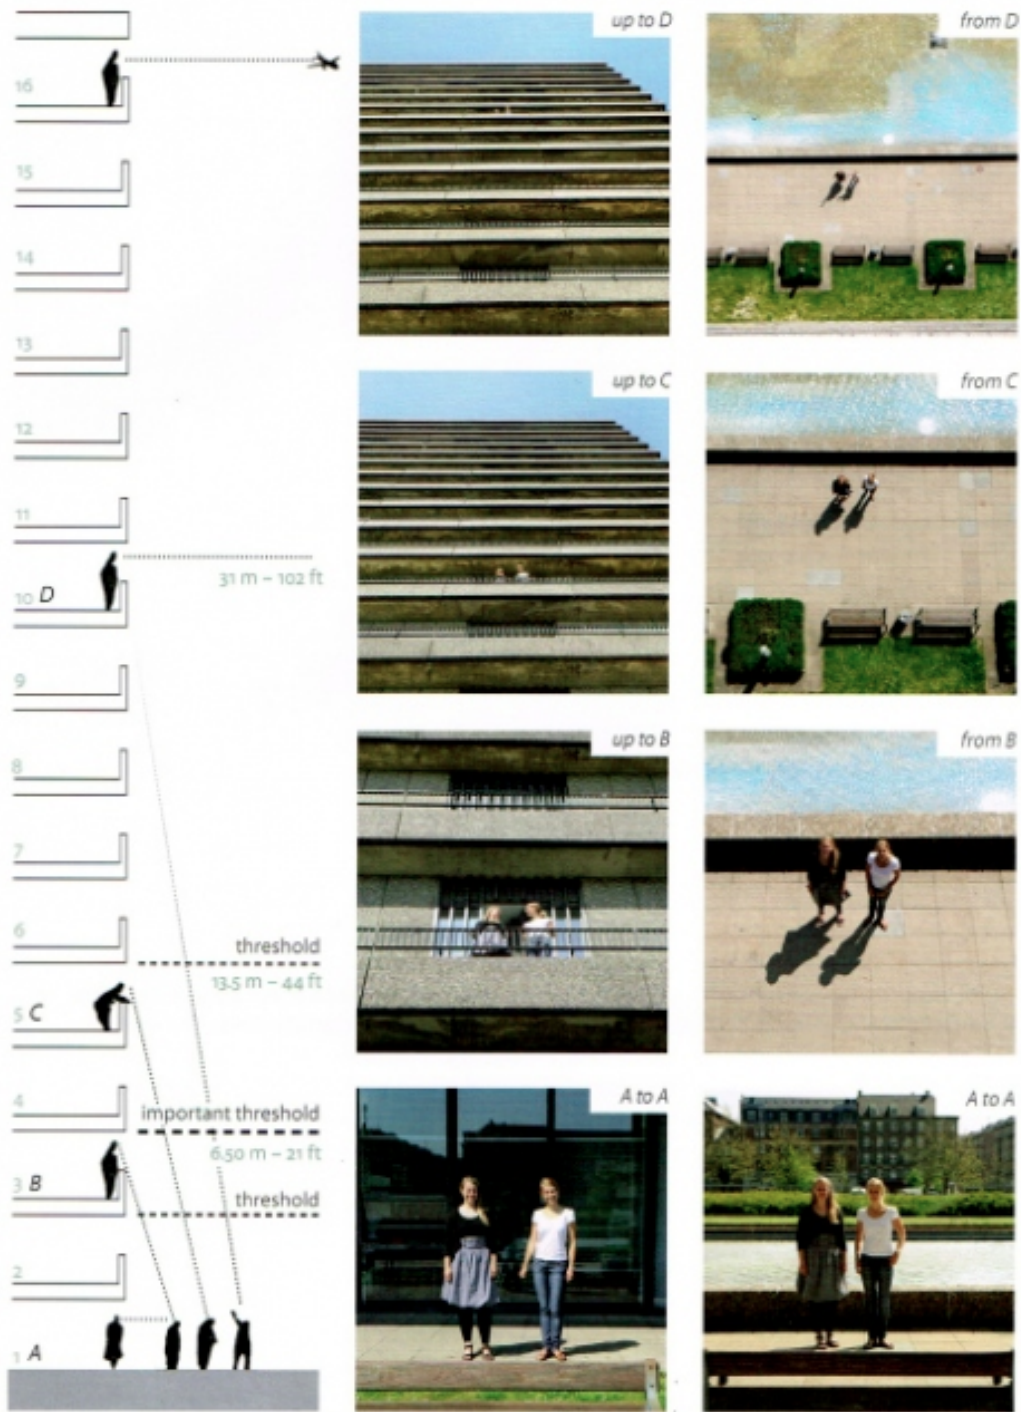 up to D
from D
16
15
14
13
12
up to C
from C
11
31 m – 102 ft
10 D
9
8
up to B
from B
7
6
threshold
13.5 m – 44 ft
5 C
4
important threshold
6.50 m – 21 ft
3 B
threshold
A to A
A to A
2
1 A